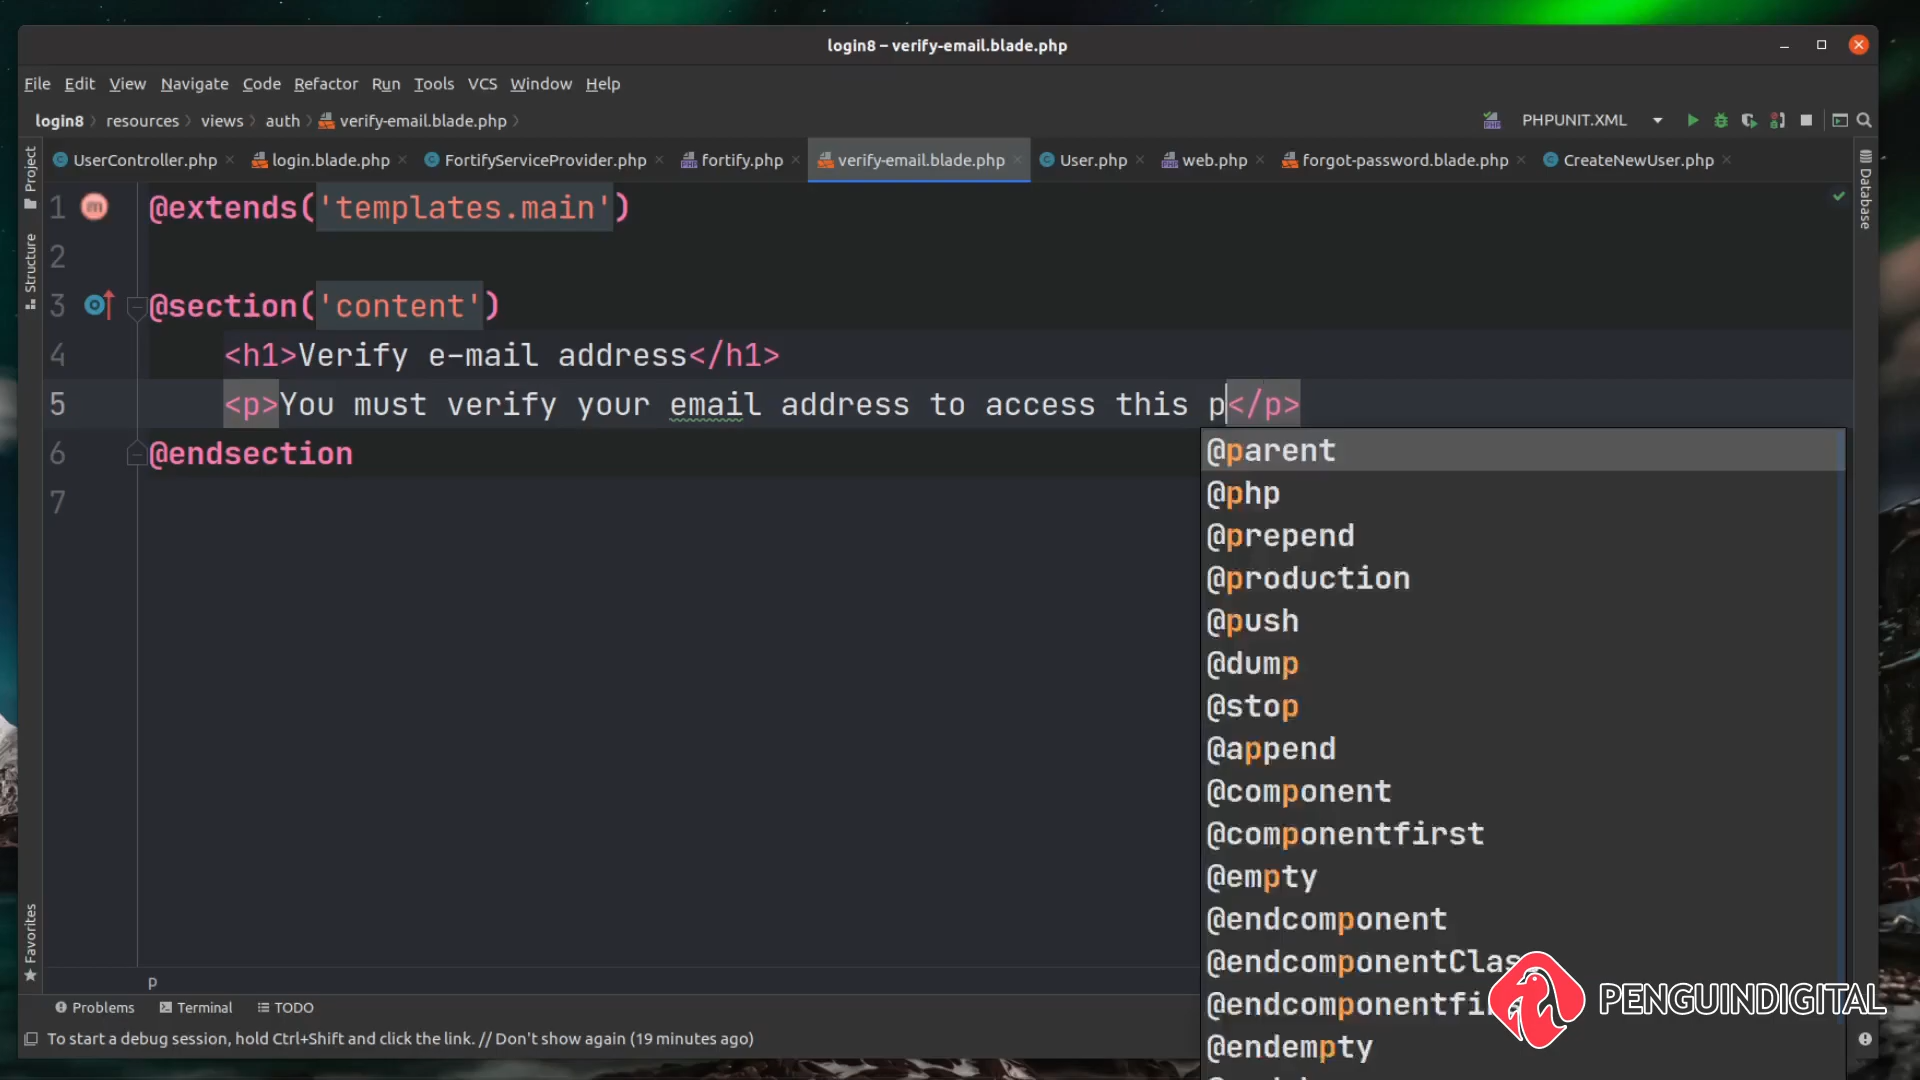 login8 – verify-email.blade.php
File Edit View Navigate Code Refactor Run Tools VCS Window Help
login8 resources views auth verify-email.blade.php
PHPUNIT.XML
UserController.php login.blade.php FortifyServiceProvider.php fortify.php verify-email.blade.php User.php web.php forgot-password.blade.php CreateNewUser.php
Project
Structure
Favorites
Database
1 @extends('templates.main')
2
3 @section('content')
4 <h1>Verify e-mail address</h1>
5 <p>You must verify your email address to access this p</p>
6 @endsection
7
@parent
@php
@prepend
@production
@push
@dump
@stop
@append
@component
@componentfirst
@empty
@endcomponent
@endcomponentClas
@endcomponentfi
@endempty
p
PENGUINDIGITAL
Problems Terminal TODO
To start a debug session, hold Ctrl+Shift and click the link. // Don't show again (19 minutes ago)